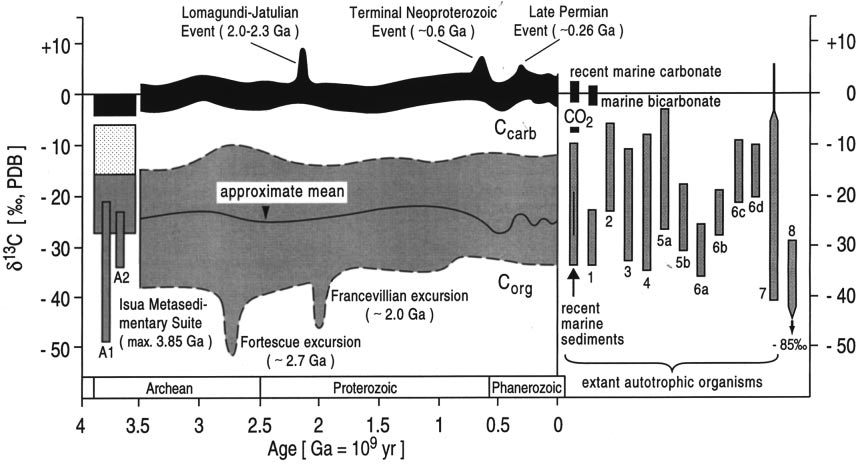 Lomagundi-Jatulian
Event ( 2.0-2.3 Ga )
Terminal Neoproterozoic
Event ( ~0.6 Ga )
Late Permian
Event ( ~0.26 Ga )
+10
0
- 10
- 20
- 30
- 40
- 50
δ¹³C [ ‰, PDB ]
+10
0
-10
-20
-30
-40
-50
recent marine carbonate
marine bicarbonate
CO₂
C carb
approximate mean
C org
A1
A2
Isua Metasedi-
mentary Suite
( max. 3.85 Ga )
Fortescue excursion
( ~ 2.7 Ga )
Francevillian excursion
( ~ 2.0 Ga )
recent
marine
sediments
1
2
3
4
5a
5b
6a
6b
6c
6d
7
8
- 85‰
extant autotrophic organisms
Archean
Proterozoic
Phanerozoic
4
3.5
3
2.5
2
1.5
1
0.5
0
Age [ Ga = 10⁹ yr ]